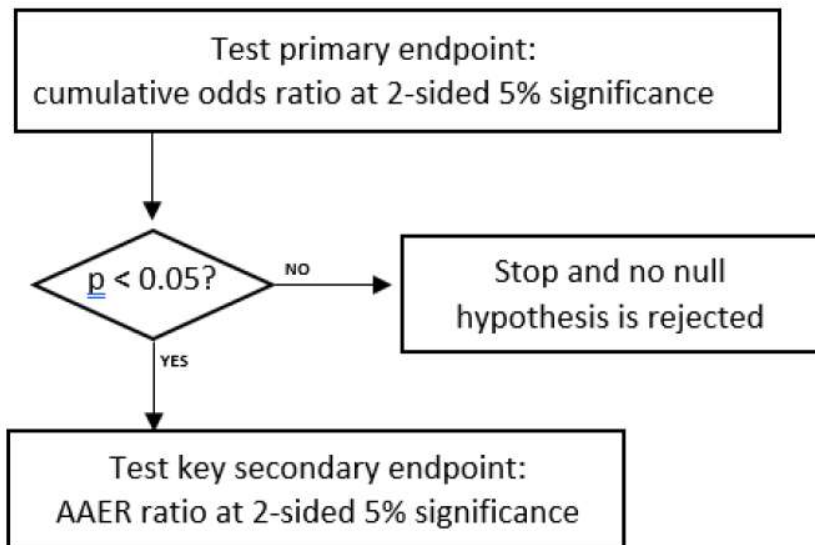 Test primary endpoint:
cumulative odds ratio at 2-sided 5% significance
p < 0.05?
NO
Stop and no null
hypothesis is rejected
YES
Test key secondary endpoint:
AAER ratio at 2-sided 5% significance